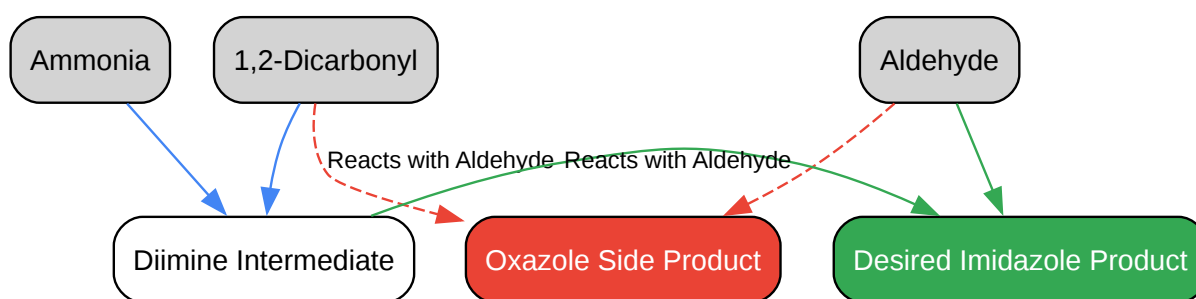 Ammonia
1,2-Dicarbonyl
Aldehyde
Reacts with Aldehyde
Reacts with Aldehyde
Diimine Intermediate
Oxazole Side Product
Desired Imidazole Product